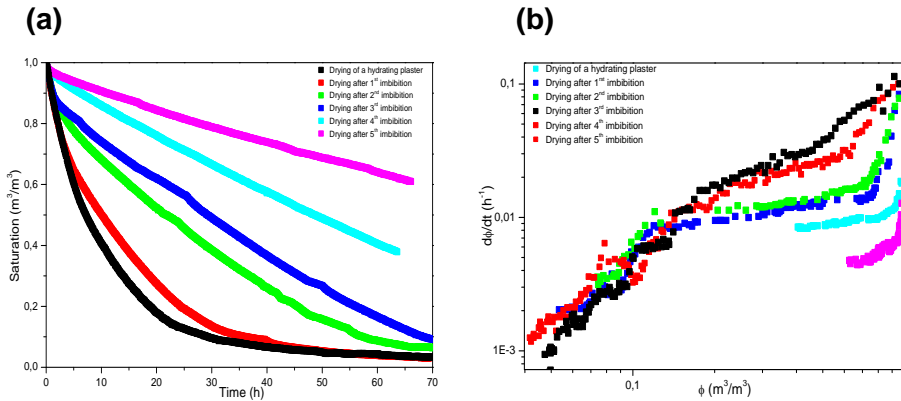 (a)
(b)
1,0
0,8
0,6
0,4
0,2
0,0
Saturation (m³/m³)
Drying of a hydrating plaster
Drying after 1st imbibition
Drying after 2nd imbibition
Drying after 3rd imbibition
Drying after 4th imbibition
Drying after 5th imbibition
0 10 20 30 40 50 60 70
Time (h)
Drying of a hydrating plaster
Drying after 1rst imbibition
Drying after 2nd imbibition
Drying after 3rd imbibition
Drying after 4th imbibition
Drying after 5th imbibition
0,1
0,01
1E-3
dϕ/dt (h⁻¹)
0,1
ϕ (m³/m³)